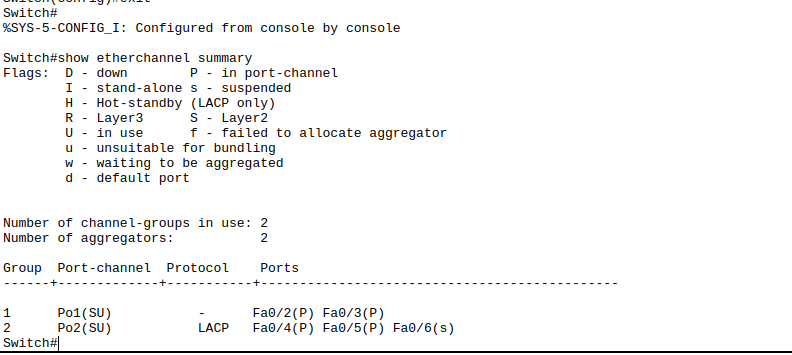 Switch(config)#exit
Switch#
%SYS-5-CONFIG_I: Configured from console by console
Switch#show etherchannel summary
Flags:  D - down        P - in port-channel
        I - stand-alone s - suspended
        H - Hot-standby (LACP only)
        R - Layer3      S - Layer2
        U - in use      f - failed to allocate aggregator
        u - unsuitable for bundling
        w - waiting to be aggregated
        d - default port
Number of channel-groups in use: 2
Number of aggregators:           2
Group  Port-channel  Protocol    Ports
------+-------------+-----------+----------------------------------------------
1      Po1(SU)           -      Fa0/2(P) Fa0/3(P)
2      Po2(SU)           LACP   Fa0/4(P) Fa0/5(P) Fa0/6(s)
Switch#